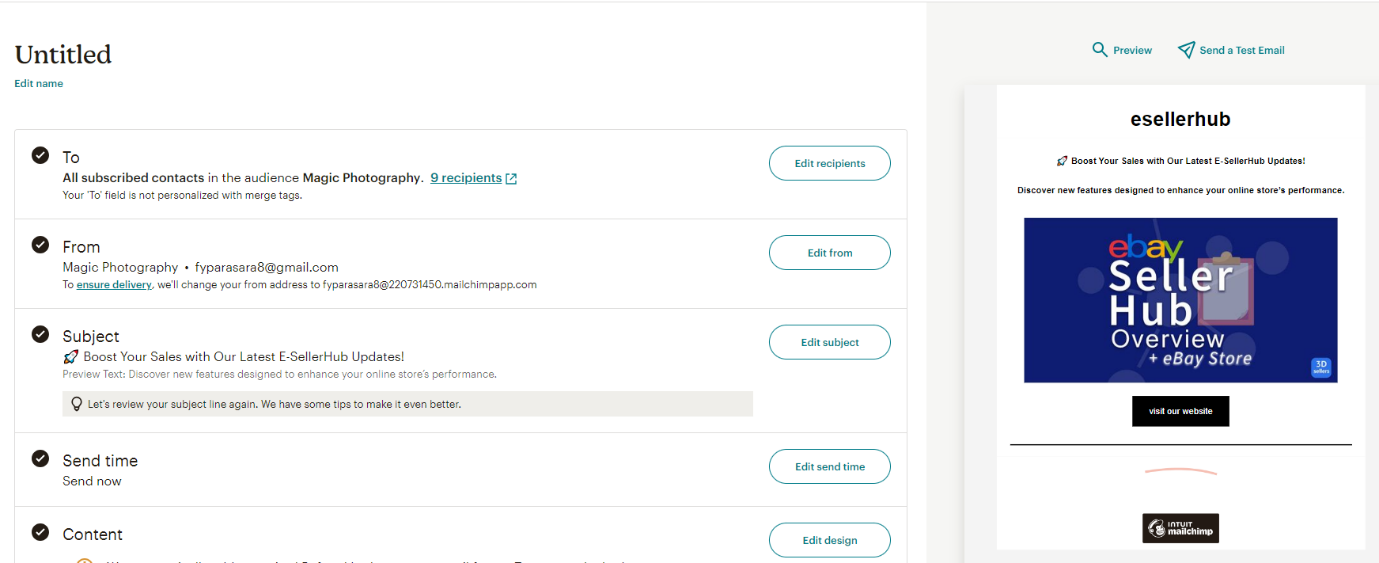 Untitled
Edit name
To
All subscribed contacts in the audience Magic Photography. 9 recipients
Your 'To' field is not personalized with merge tags.
Edit recipients
From
Magic Photography • fyparasara8@gmail.com
To ensure delivery, we'll change your from address to fyparasara8@220731450.mailchimpapp.com
Edit from
Subject
🚀 Boost Your Sales with Our Latest E-SellerHub Updates!
Preview Text: Discover new features designed to enhance your online store's performance.
Let's review your subject line again. We have some tips to make it even better.
Edit subject
Send time
Send now
Edit send time
Content
Edit design
Preview
Send a Test Email
esellerhub
🚀 Boost Your Sales with Our Latest E-SellerHub Updates!
Discover new features designed to enhance your online store's performance.
ebay
Seller
Hub
Overview
+ eBay Store
3D
sellers
visit our website
INTUIT
mailchimp